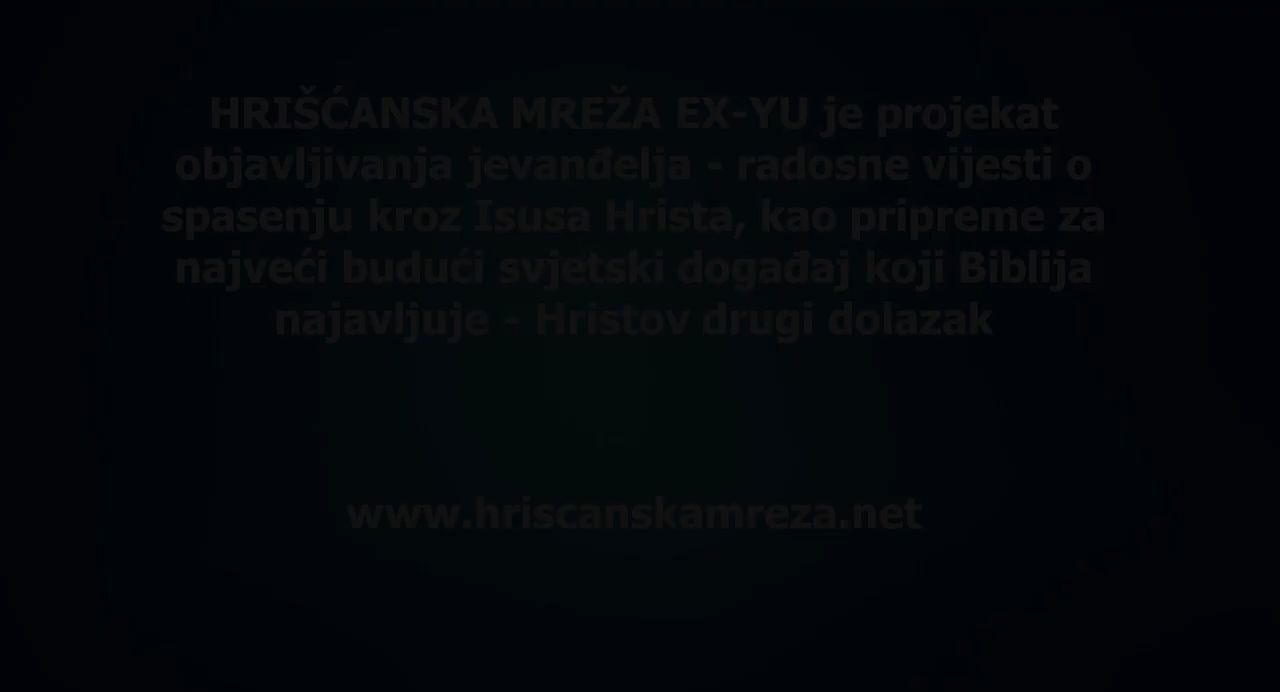 HRIŠĆANSKA MREŽA EX-YU je projekat
objavljivanja jevanđelja - radosne vijesti o
spasenju kroz Isusa Hrista, kao pripreme za
najveći budući svjetski događaj koji Biblija
najavljuje - Hristov drugi dolazak
www.hriscanskamreza.net